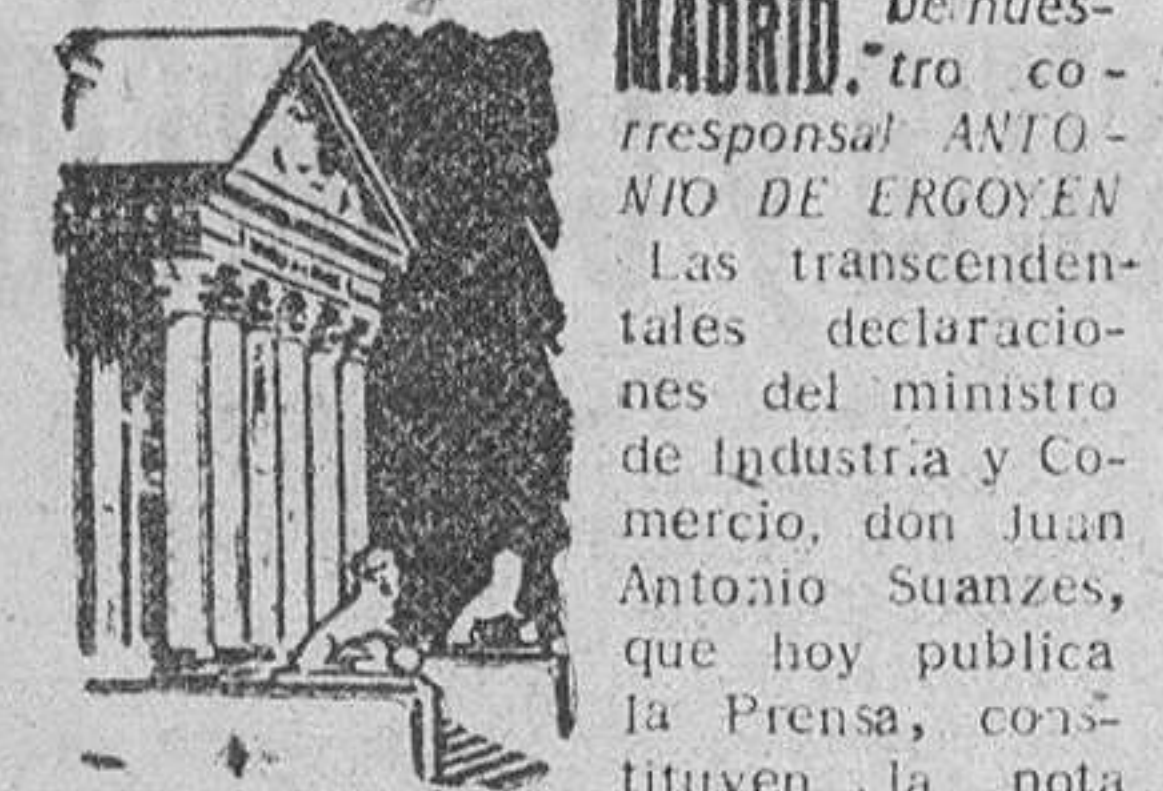 MADRID. De nues-
tro co-
rresponsal ANTO-
NIO DE ERGOYEN
Las transcenden-
tales declaracio-
nes del ministro
de Industria y Co-
mercio, don Juan
Antonio Suanzes,
que hoy publica
la Prensa, cons-
tituyen la nota